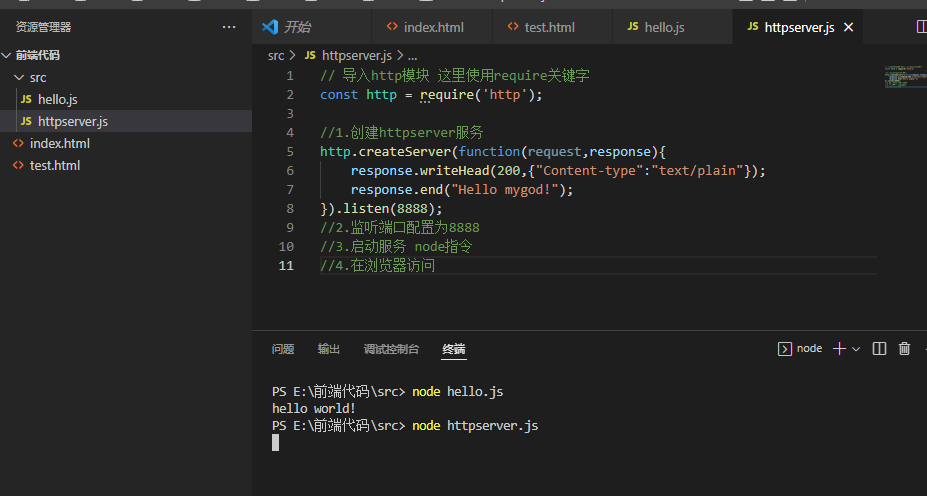 资源管理器 ···
前端代码
src
JS hello.js
JS httpserver.js
<> index.html
<> test.html
开始 <> index.html <> test.html JS hello.js JS httpserver.js ×
src > JS httpserver.js > ...
1 // 导入http模块 这里使用require关键字
2 const http = require('http');
3
4 //1.创建httpserver服务
5 http.createServer(function(request,response){
6 response.writeHead(200,{"Content-type":"text/plain"});
7 response.end("Hello mygod!");
8 }).listen(8888);
9 //2.监听端口配置为8888
10 //3.启动服务 node指令
11 //4.在浏览器访问
问题 输出 调试控制台 终端 node
PS E:\前端代码\src> node hello.js
hello world!
PS E:\前端代码\src> node httpserver.js